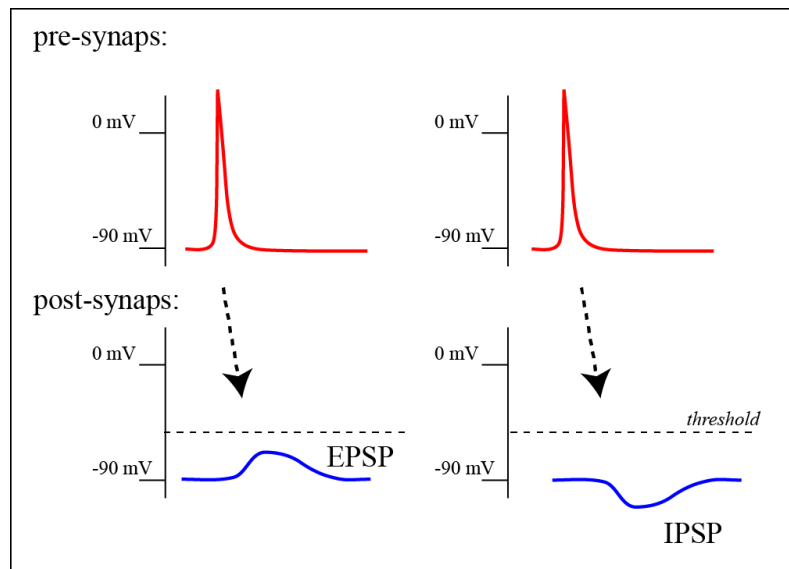 pre-synaps:
0 mV
0 mV
-90 mV
-90 mV
post-synaps:
0 mV
0 mV
threshold
EPSP
-90 mV
-90 mV
IPSP